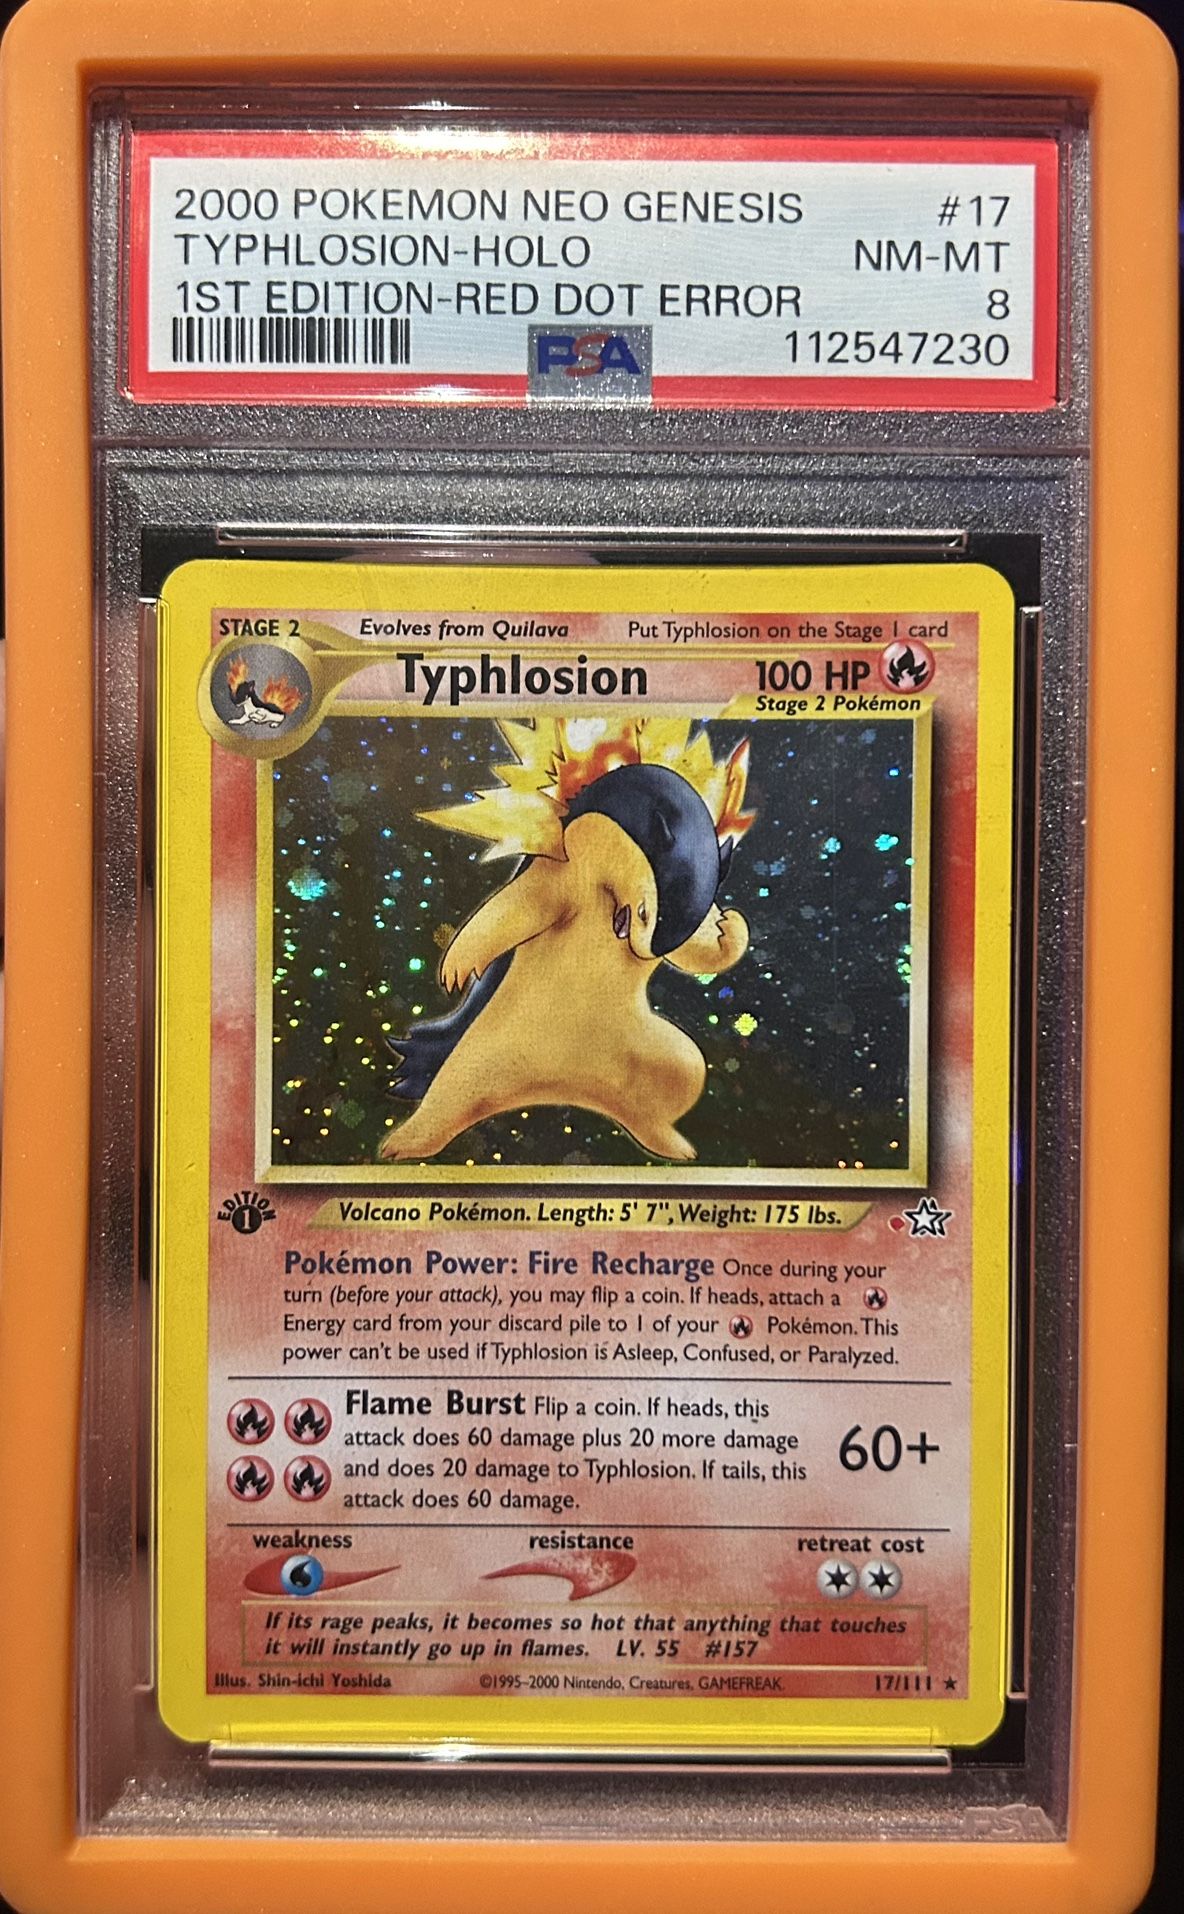 2000 POKEMON NEO GENESIS #17
TYPHLOSION-HOLO NM-MT
1ST EDITION-RED DOT ERROR 8
PSA 112547230
STAGE 2 Evolves from Quilava Put Typhlosion on the Stage 1 card
Typhlosion 100 HP
Stage 2 Pokémon
EDITION 1
Volcano Pokémon. Length: 5' 7", Weight: 175 lbs.
Pokémon Power: Fire Recharge Once during your
turn (before your attack), you may flip a coin. If heads, attach a
Energy card from your discard pile to 1 of your Pokémon. This
power can't be used if Typhlosion is Asleep, Confused, or Paralyzed.
Flame Burst Flip a coin. If heads, this
attack does 60 damage plus 20 more damage
and does 20 damage to Typhlosion. If tails, this
attack does 60 damage.
60+
weakness resistance retreat cost
If its rage peaks, it becomes so hot that anything that touches
it will instantly go up in flames. LV. 55 #157
Illus. Shin-ichi Yoshida ©1995-2000 Nintendo, Creatures, GAMEFREAK. 17/111 ★
PSA